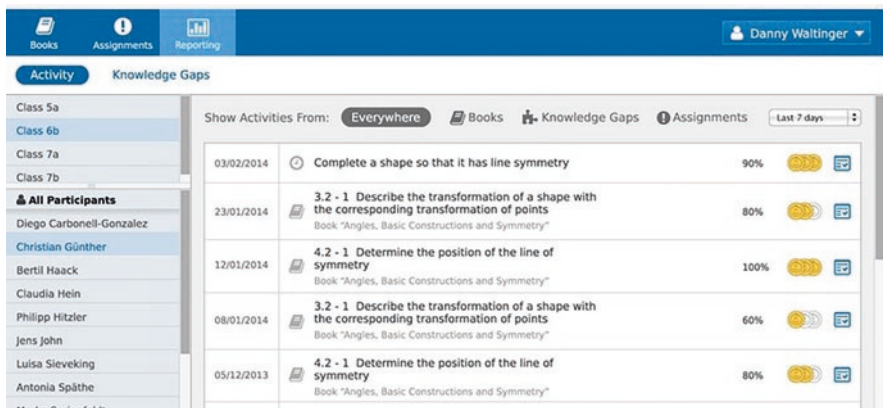 Books Assignments Reporting Danny Waltinger
Activity Knowledge Gaps
Class 5a
Class 6b
Class 7a
Class 7b
All Participants
Diego Carbonell-Gonzalez
Christian Günther
Bertil Haack
Claudia Hein
Philipp Hitzler
Jens John
Luisa Sieveking
Antonia Späthe
Show Activities From: Everywhere Books Knowledge Gaps Assignments Last 7 days
03/02/2014 Complete a shape so that it has line symmetry 90%
23/01/2014 3.2 - 1 Describe the transformation of a shape with
the corresponding transformation of points 80%
Book "Angles, Basic Constructions and Symmetry"
12/01/2014 4.2 - 1 Determine the position of the line of
symmetry 100%
Book "Angles, Basic Constructions and Symmetry"
08/01/2014 3.2 - 1 Describe the transformation of a shape with
the corresponding transformation of points 60%
Book "Angles, Basic Constructions and Symmetry"
05/12/2013 4.2 - 1 Determine the position of the line of
symmetry 80%
Book "Angles, Basic Constructions and Symmetry"